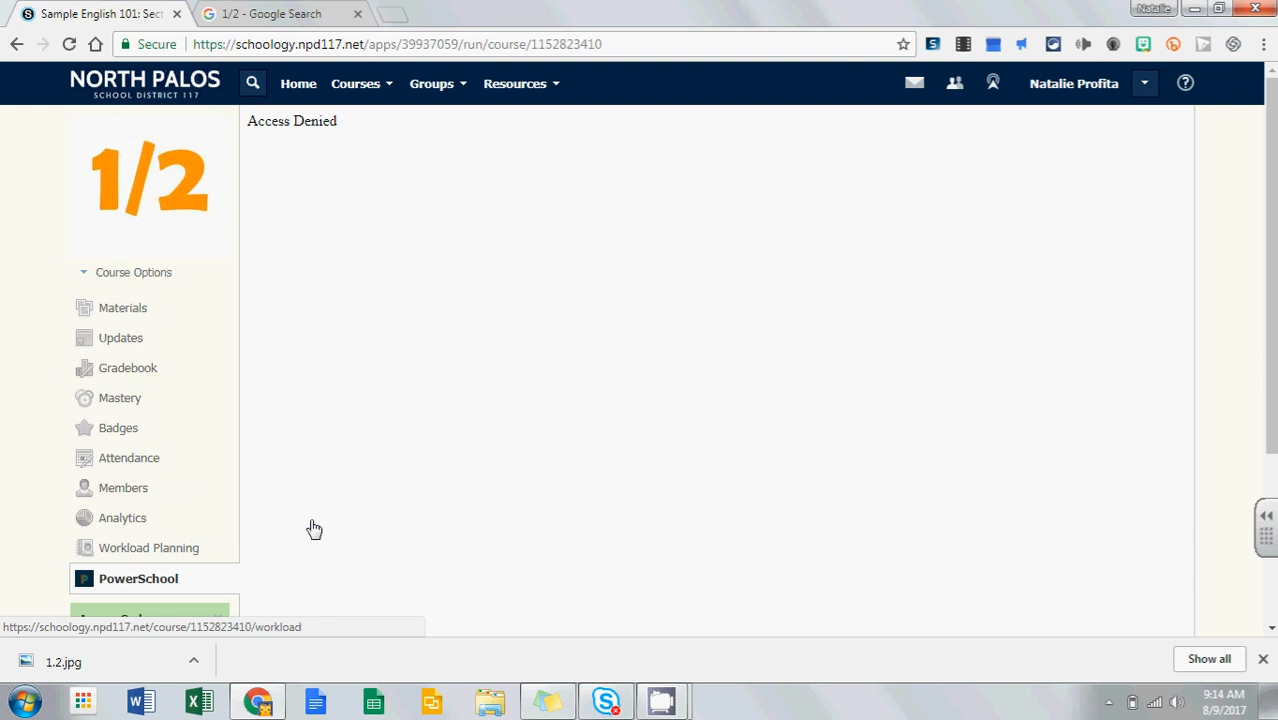 Sample English 101: Sect
1/2 - Google Search
Natalie
Secure
https://schoology.npd117.net/apps/39937659/run/course/1152823410
NORTH PALOS
SCHOOL DISTRICT 117
Home
Courses
Groups
Resources
Natalie Profita
Access Denied
1/2
Course Options
Materials
Updates
Gradebook
Mastery
Badges
Attendance
Members
Analytics
Workload Planning
PowerSchool
https://schoology.npd117.net/course/1152823410/workload
1.2.jpg
Show all
9:14 AM
8/9/2017